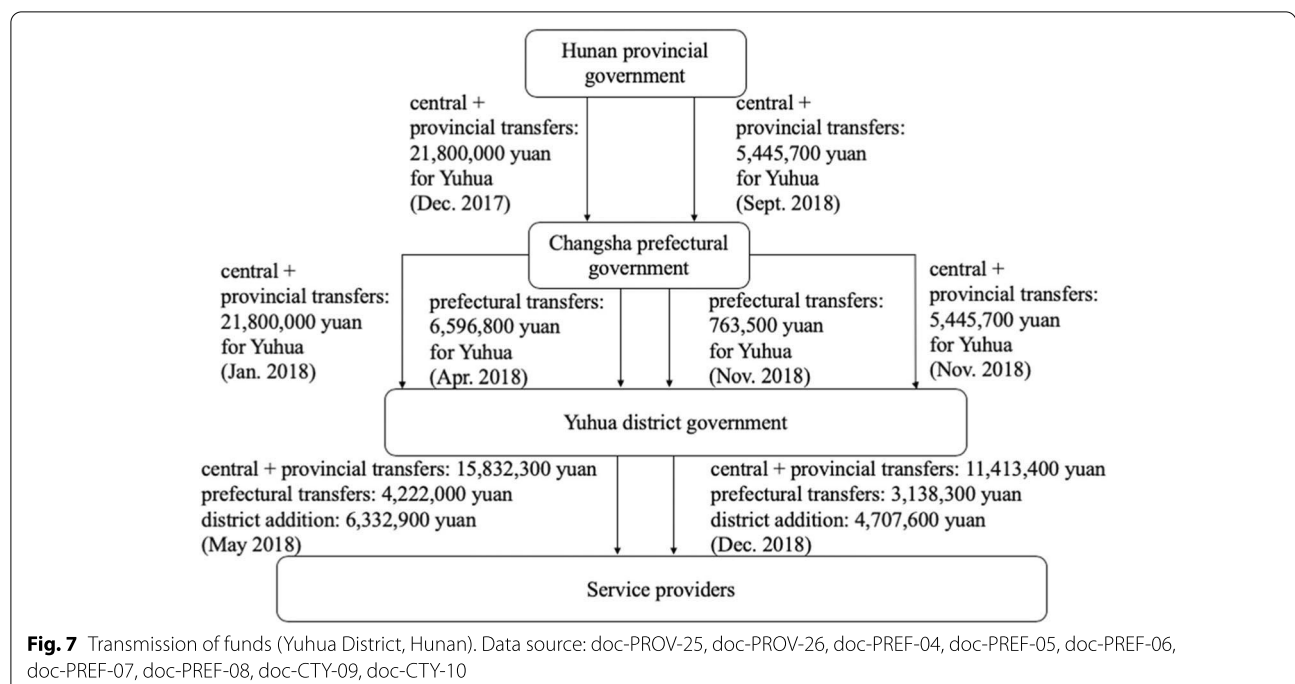 Hunan provincial
government
central +
provincial transfers:
21,800,000 yuan
for Yuhua
(Dec. 2017)
central +
provincial transfers:
5,445,700 yuan
for Yuhua
(Sept. 2018)
Changsha prefectural
government
central +
provincial transfers:
21,800,000 yuan
for Yuhua
(Jan. 2018)
prefectural transfers:
6,596,800 yuan
for Yuhua
(Apr. 2018)
prefectural transfers:
763,500 yuan
for Yuhua
(Nov. 2018)
central +
provincial transfers:
5,445,700 yuan
for Yuhua
(Nov. 2018)
Yuhua district government
central + provincial transfers: 15,832,300 yuan
prefectural transfers: 4,222,000 yuan
district addition: 6,332,900 yuan
(May 2018)
central + provincial transfers: 11,413,400 yuan
prefectural transfers: 3,138,300 yuan
district addition: 4,707,600 yuan
(Dec. 2018)
Service providers
Fig. 7 Transmission of funds (Yuhua District, Hunan). Data source: doc-PROV-25, doc-PROV-26, doc-PREF-04, doc-PREF-05, doc-PREF-06,
doc-PREF-07, doc-PREF-08, doc-CTY-09, doc-CTY-10